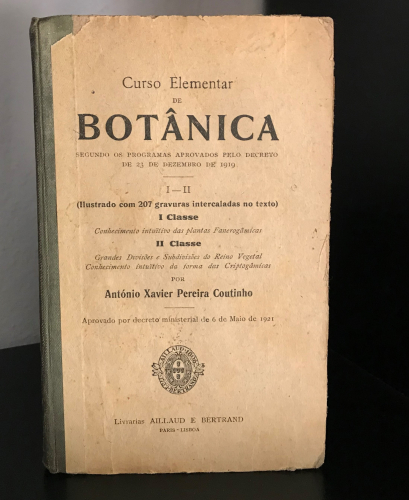 Curso Elementar
DE
BOTÂNICA
SEGUNDO OS PROGRAMAS APROVADOS PELO DECRETO
DE 23 DE DEZEMBRO DE 1919
I—II
(Ilustrado com 207 gravuras intercaladas no texto)
I Classe
Conhecimento intuitivo das plantas Fanerogâmicas
II Classe
Grandes Divisões e Subdivisões do Reino Vegetal
Conhecimento intuitivo da forma das Criptogâmicas
POR
António Xavier Pereira Coutinho
Aprovado por decreto ministerial de 6 de Maio de 1921
Livrarias AILLAUD E BERTRAND
PARIS-LISBOA